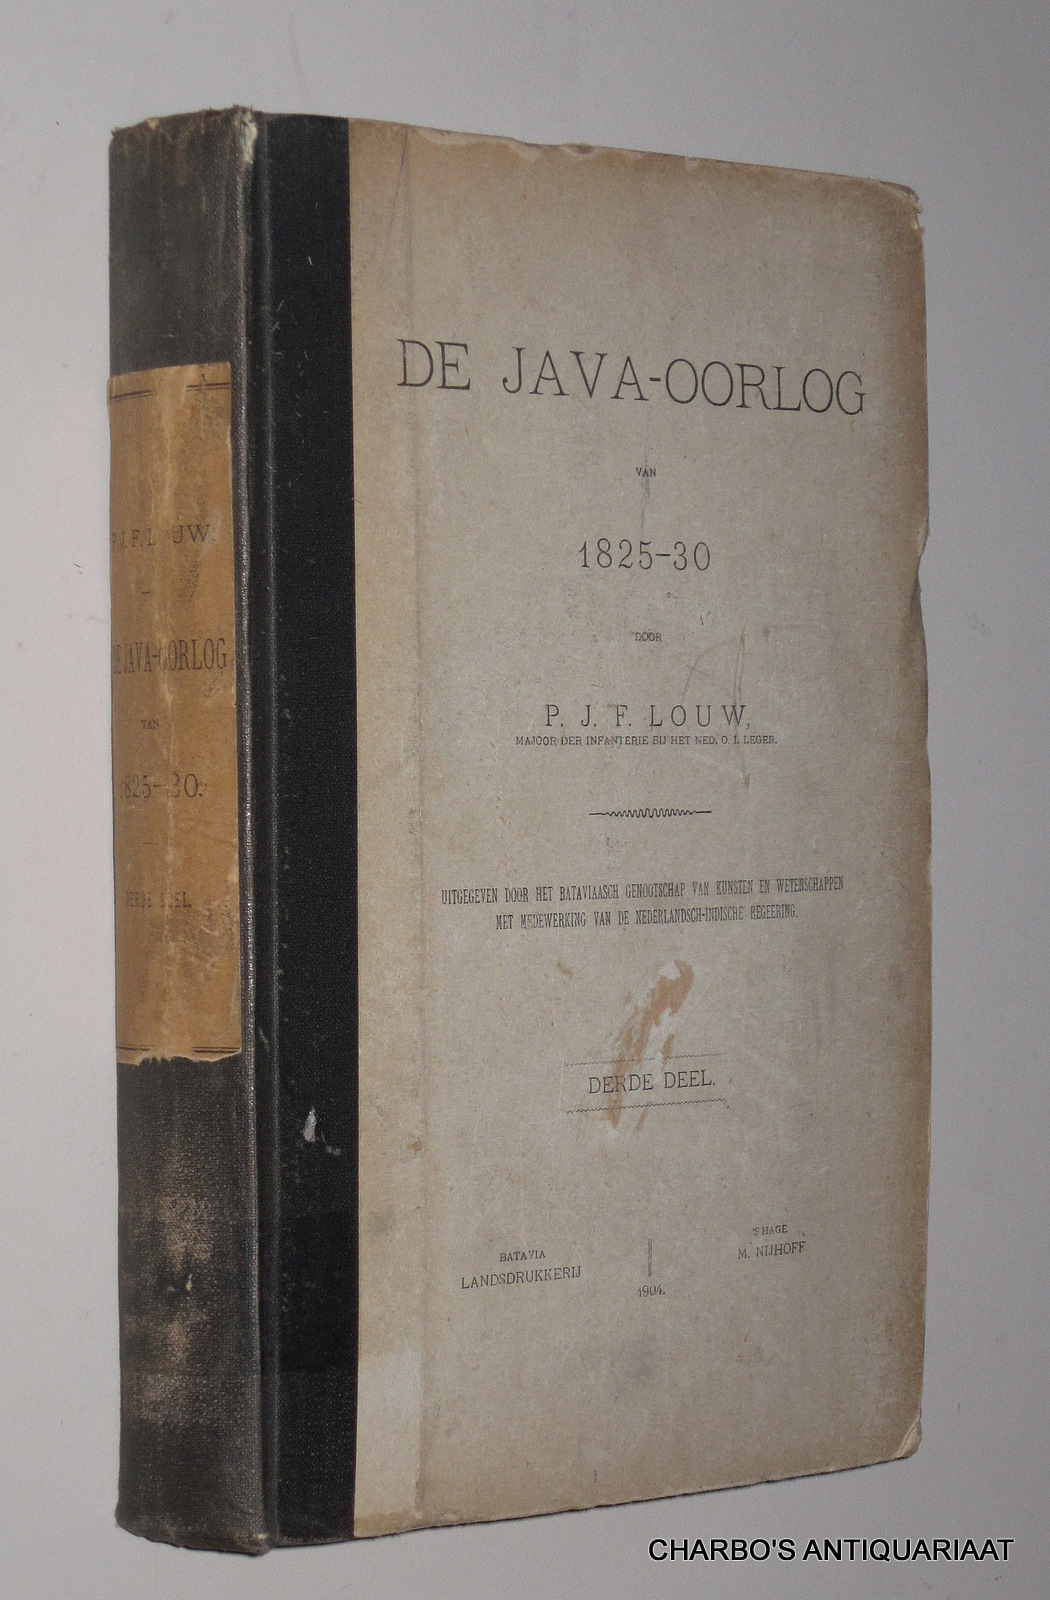 P. J. F. LOUW
DE JAVA-OORLOG
VAN
1825-30.
DERDE DEEL.
DE JAVA-OORLOG
VAN
1825-30
DOOR
P. J. F. LOUW,
MAJOOR DER INFANTERIE BIJ HET NED. O. I. LEGER.
UITGEGEVEN DOOR HET BATAVIAASCH GENOOTSCHAP VAN KUNSTEN EN WETENSCHAPPEN
MET MEDEWERKING VAN DE NEDERLANDSCH-INDISCHE REGEERING.
DERDE DEEL.
BATAVIA
LANDSDRUKKERIJ
'S HAGE
M. NIJHOFF
1904.
CHARBO'S ANTIQUARIAAT